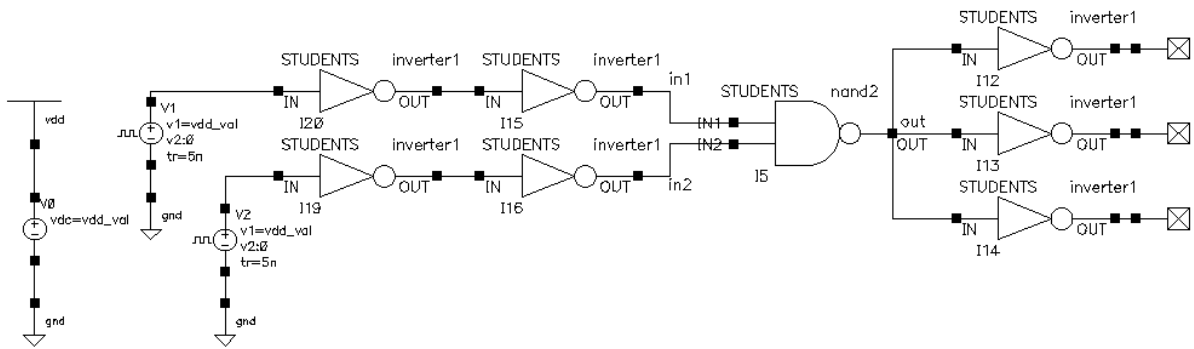 STUDENTS inverter1
IN OUT
I12
STUDENTS inverter1 STUDENTS inverter1
IN OUT IN OUT
I20 I15
in1
STUDENTS nand2
IN1
IN2
out
OUT
I5
STUDENTS inverter1
IN OUT
I13
vdd
V1
v1=vdd_val
v2:0
tr=5n
gnd
STUDENTS inverter1 STUDENTS inverter1
IN OUT IN OUT
I19 I16
in2
STUDENTS inverter1
IN OUT
I14
V0
vdc=vdd_val
gnd
V2
v1=vdd_val
v2:0
tr=5n
gnd